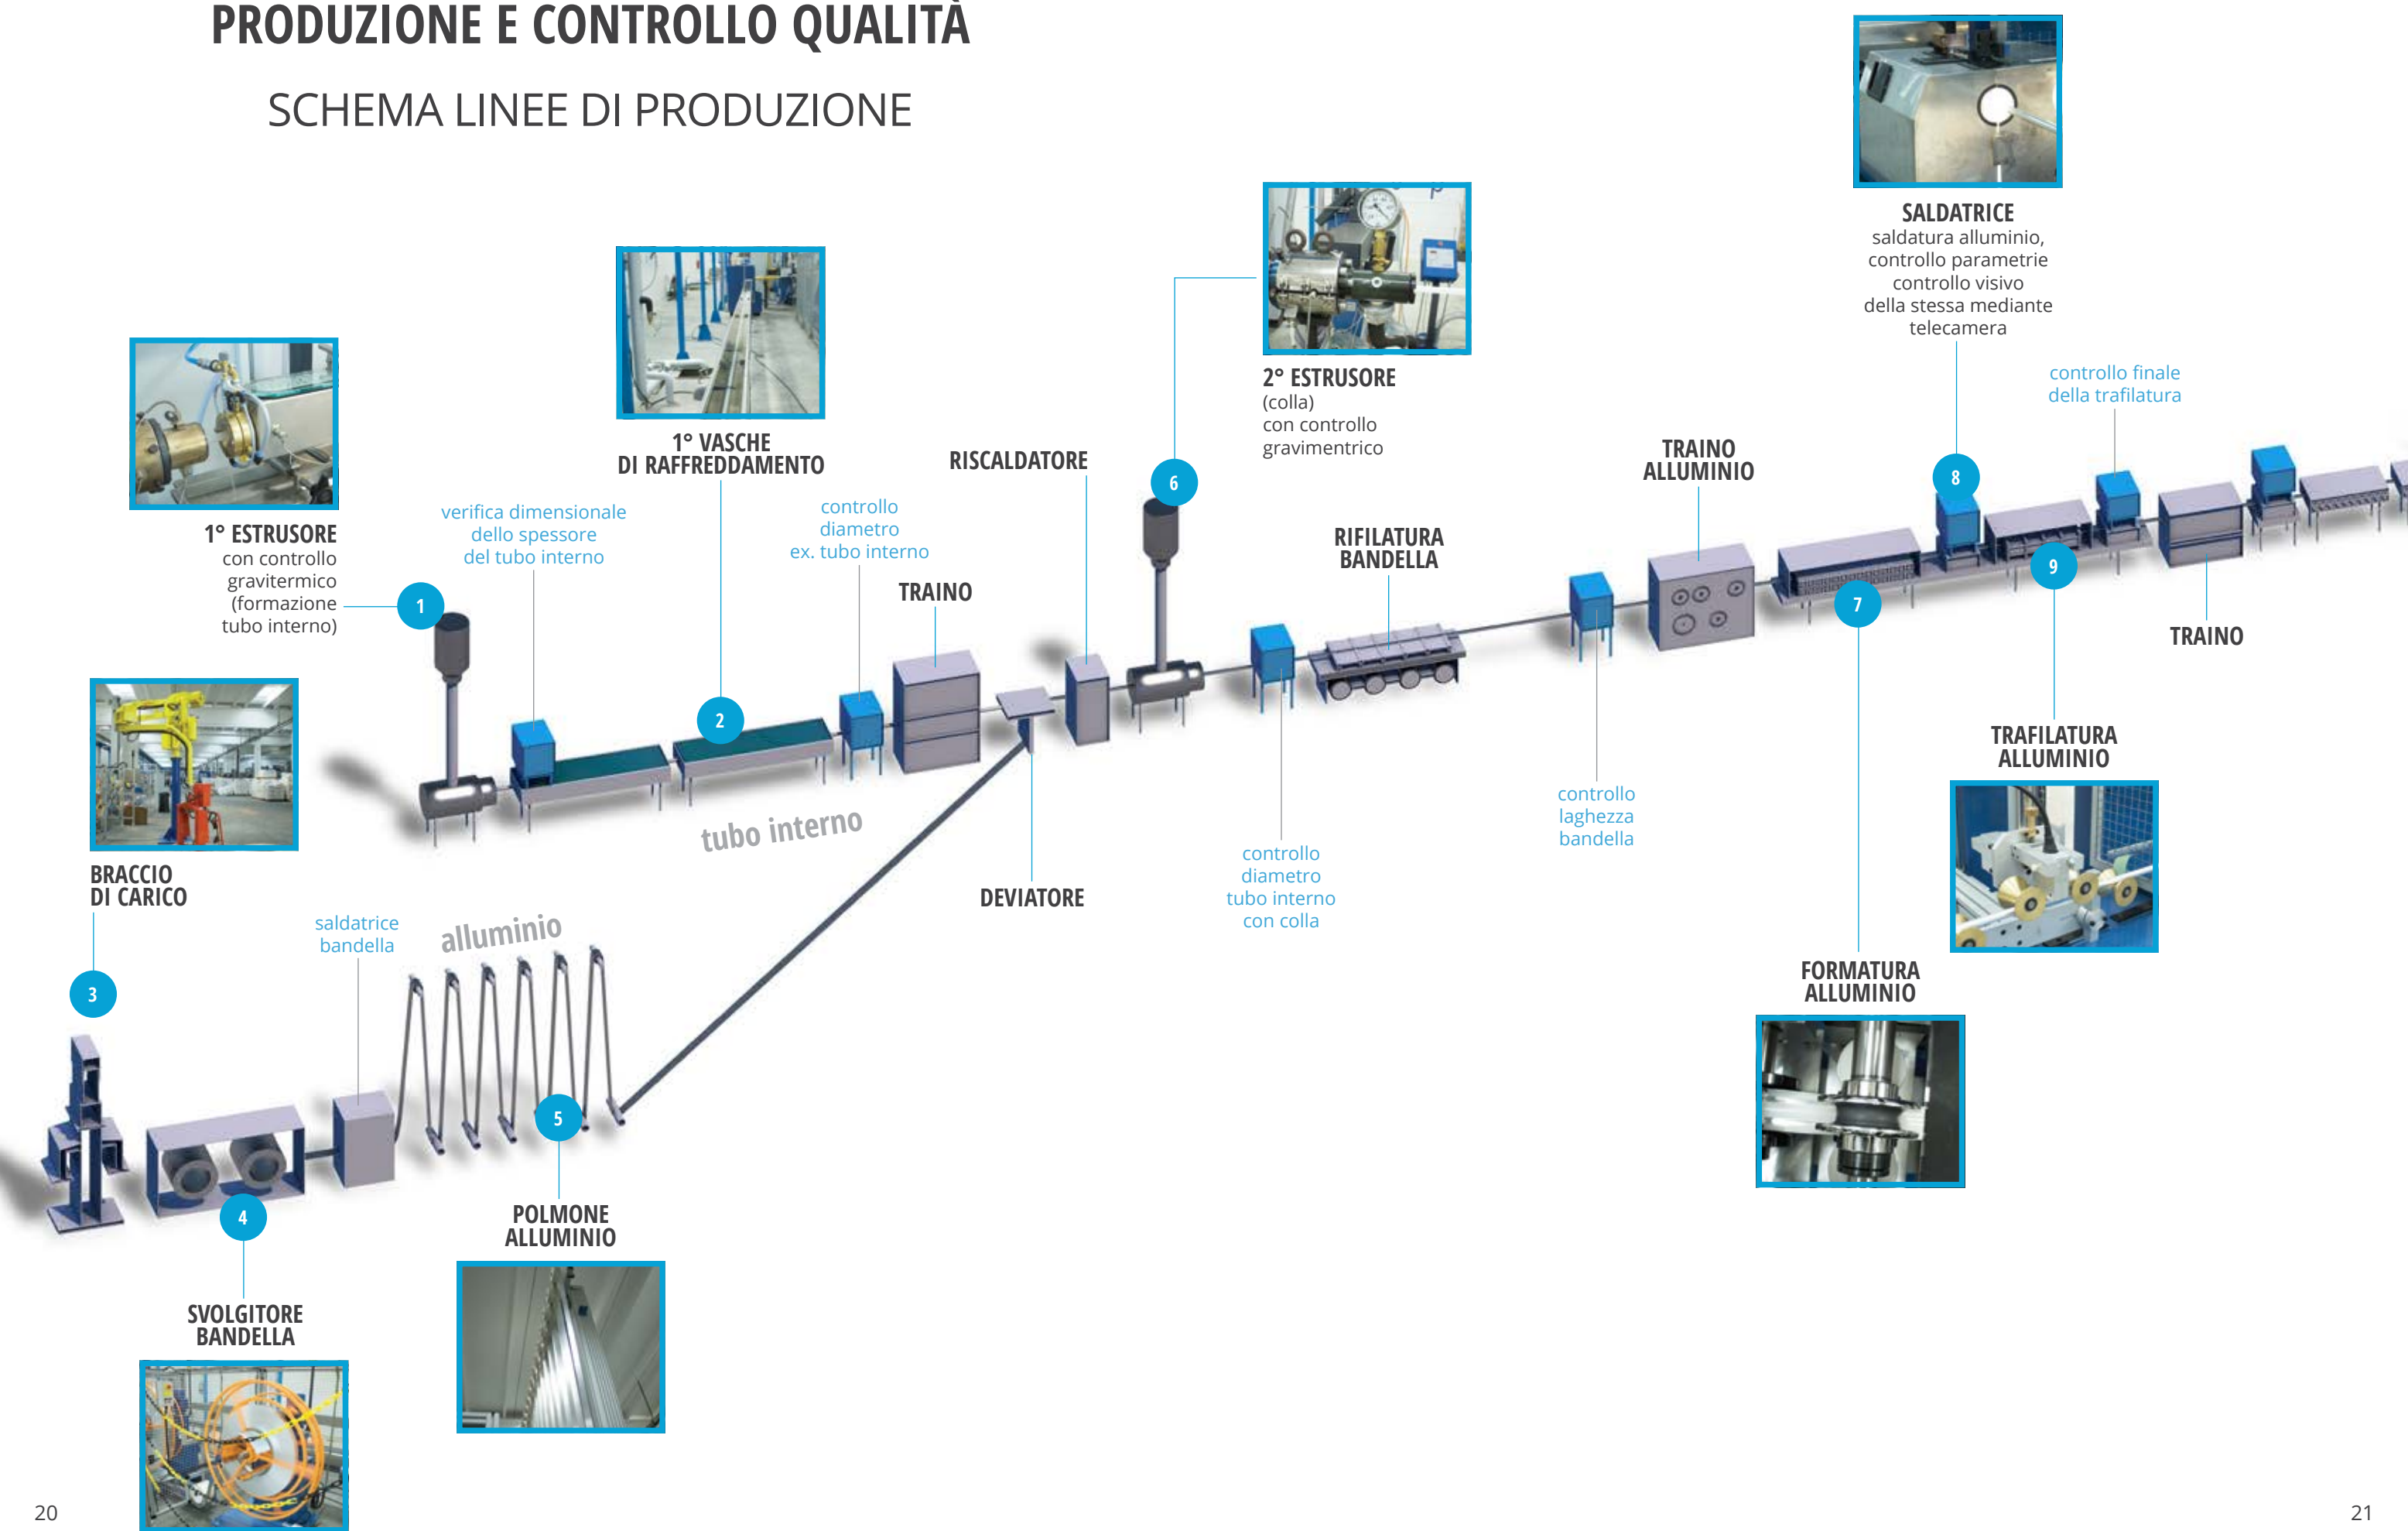 PRODUZIONE E CONTROLLO QUALITÀ
SCHEMA LINEE DI PRODUZIONE
1° ESTRUSORE
con controllo
gravitermico
(formazione
tubo interno)
1
verifica dimensionale
dello spessore
del tubo interno
1° VASCHE
DI RAFFREDDAMENTO
2
controllo
diametro
ex. tubo interno
TRAINO
RISCALDATORE
tubo interno
DEVIATORE
BRACCIO
DI CARICO
3
saldatrice
bandella
alluminio
4
SVOLGITORE
BANDELLA
5
POLMONE
ALLUMINIO
6
2° ESTRUSORE
(colla)
con controllo
gravimentrico
controllo
diametro
tubo interno
con colla
RIFILATURA
BANDELLA
controllo
laghezza
bandella
TRAINO
ALLUMINIO
7
FORMATURA
ALLUMINIO
SALDATRICE
saldatura alluminio,
controllo parametrie
controllo visivo
della stessa mediante
telecamera
8
controllo finale
della trafilatura
9
TRAFILATURA
ALLUMINIO
TRAINO
20
21